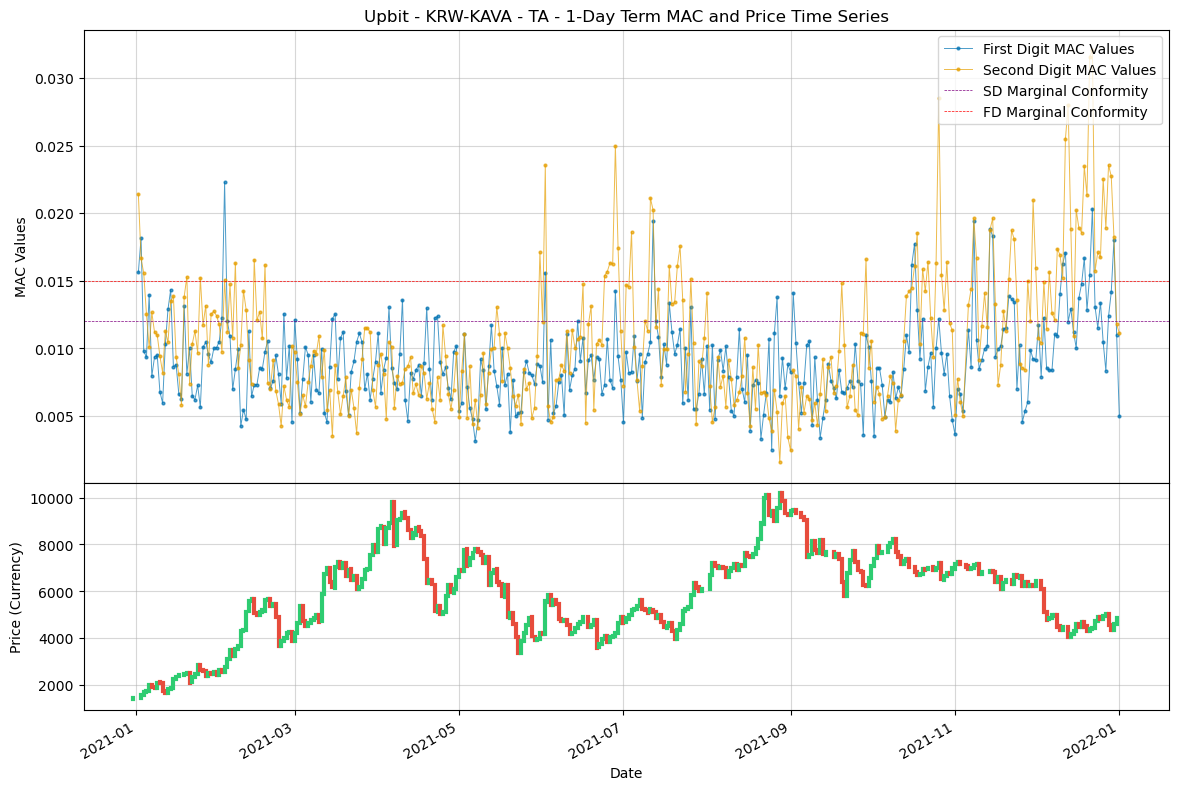 Upbit - KRW-KAVA - TA - 1-Day Term MAC and Price Time Series
First Digit MAC Values
Second Digit MAC Values
SD Marginal Conformity
FD Marginal Conformity
MAC Values
0.030
0.025
0.020
0.015
0.010
0.005
Price (Currency)
10000
8000
6000
4000
2000
2021-01
2021-03
2021-05
2021-07
2021-09
2021-11
2022-01
Date